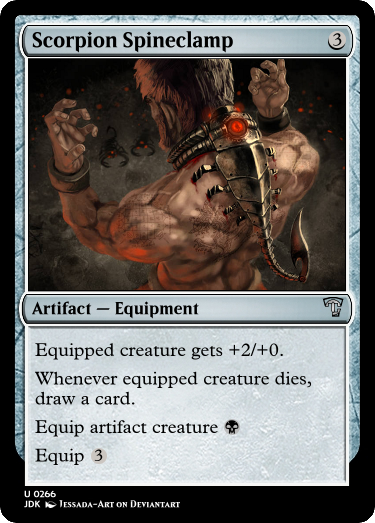 Scorpion Spineclamp 3
Artifact — Equipment
Equipped creature gets +2/+0.
Whenever equipped creature dies,
draw a card.
Equip artifact creature
Equip 3
U 0266
JDK Jessada-Art on Deviantart